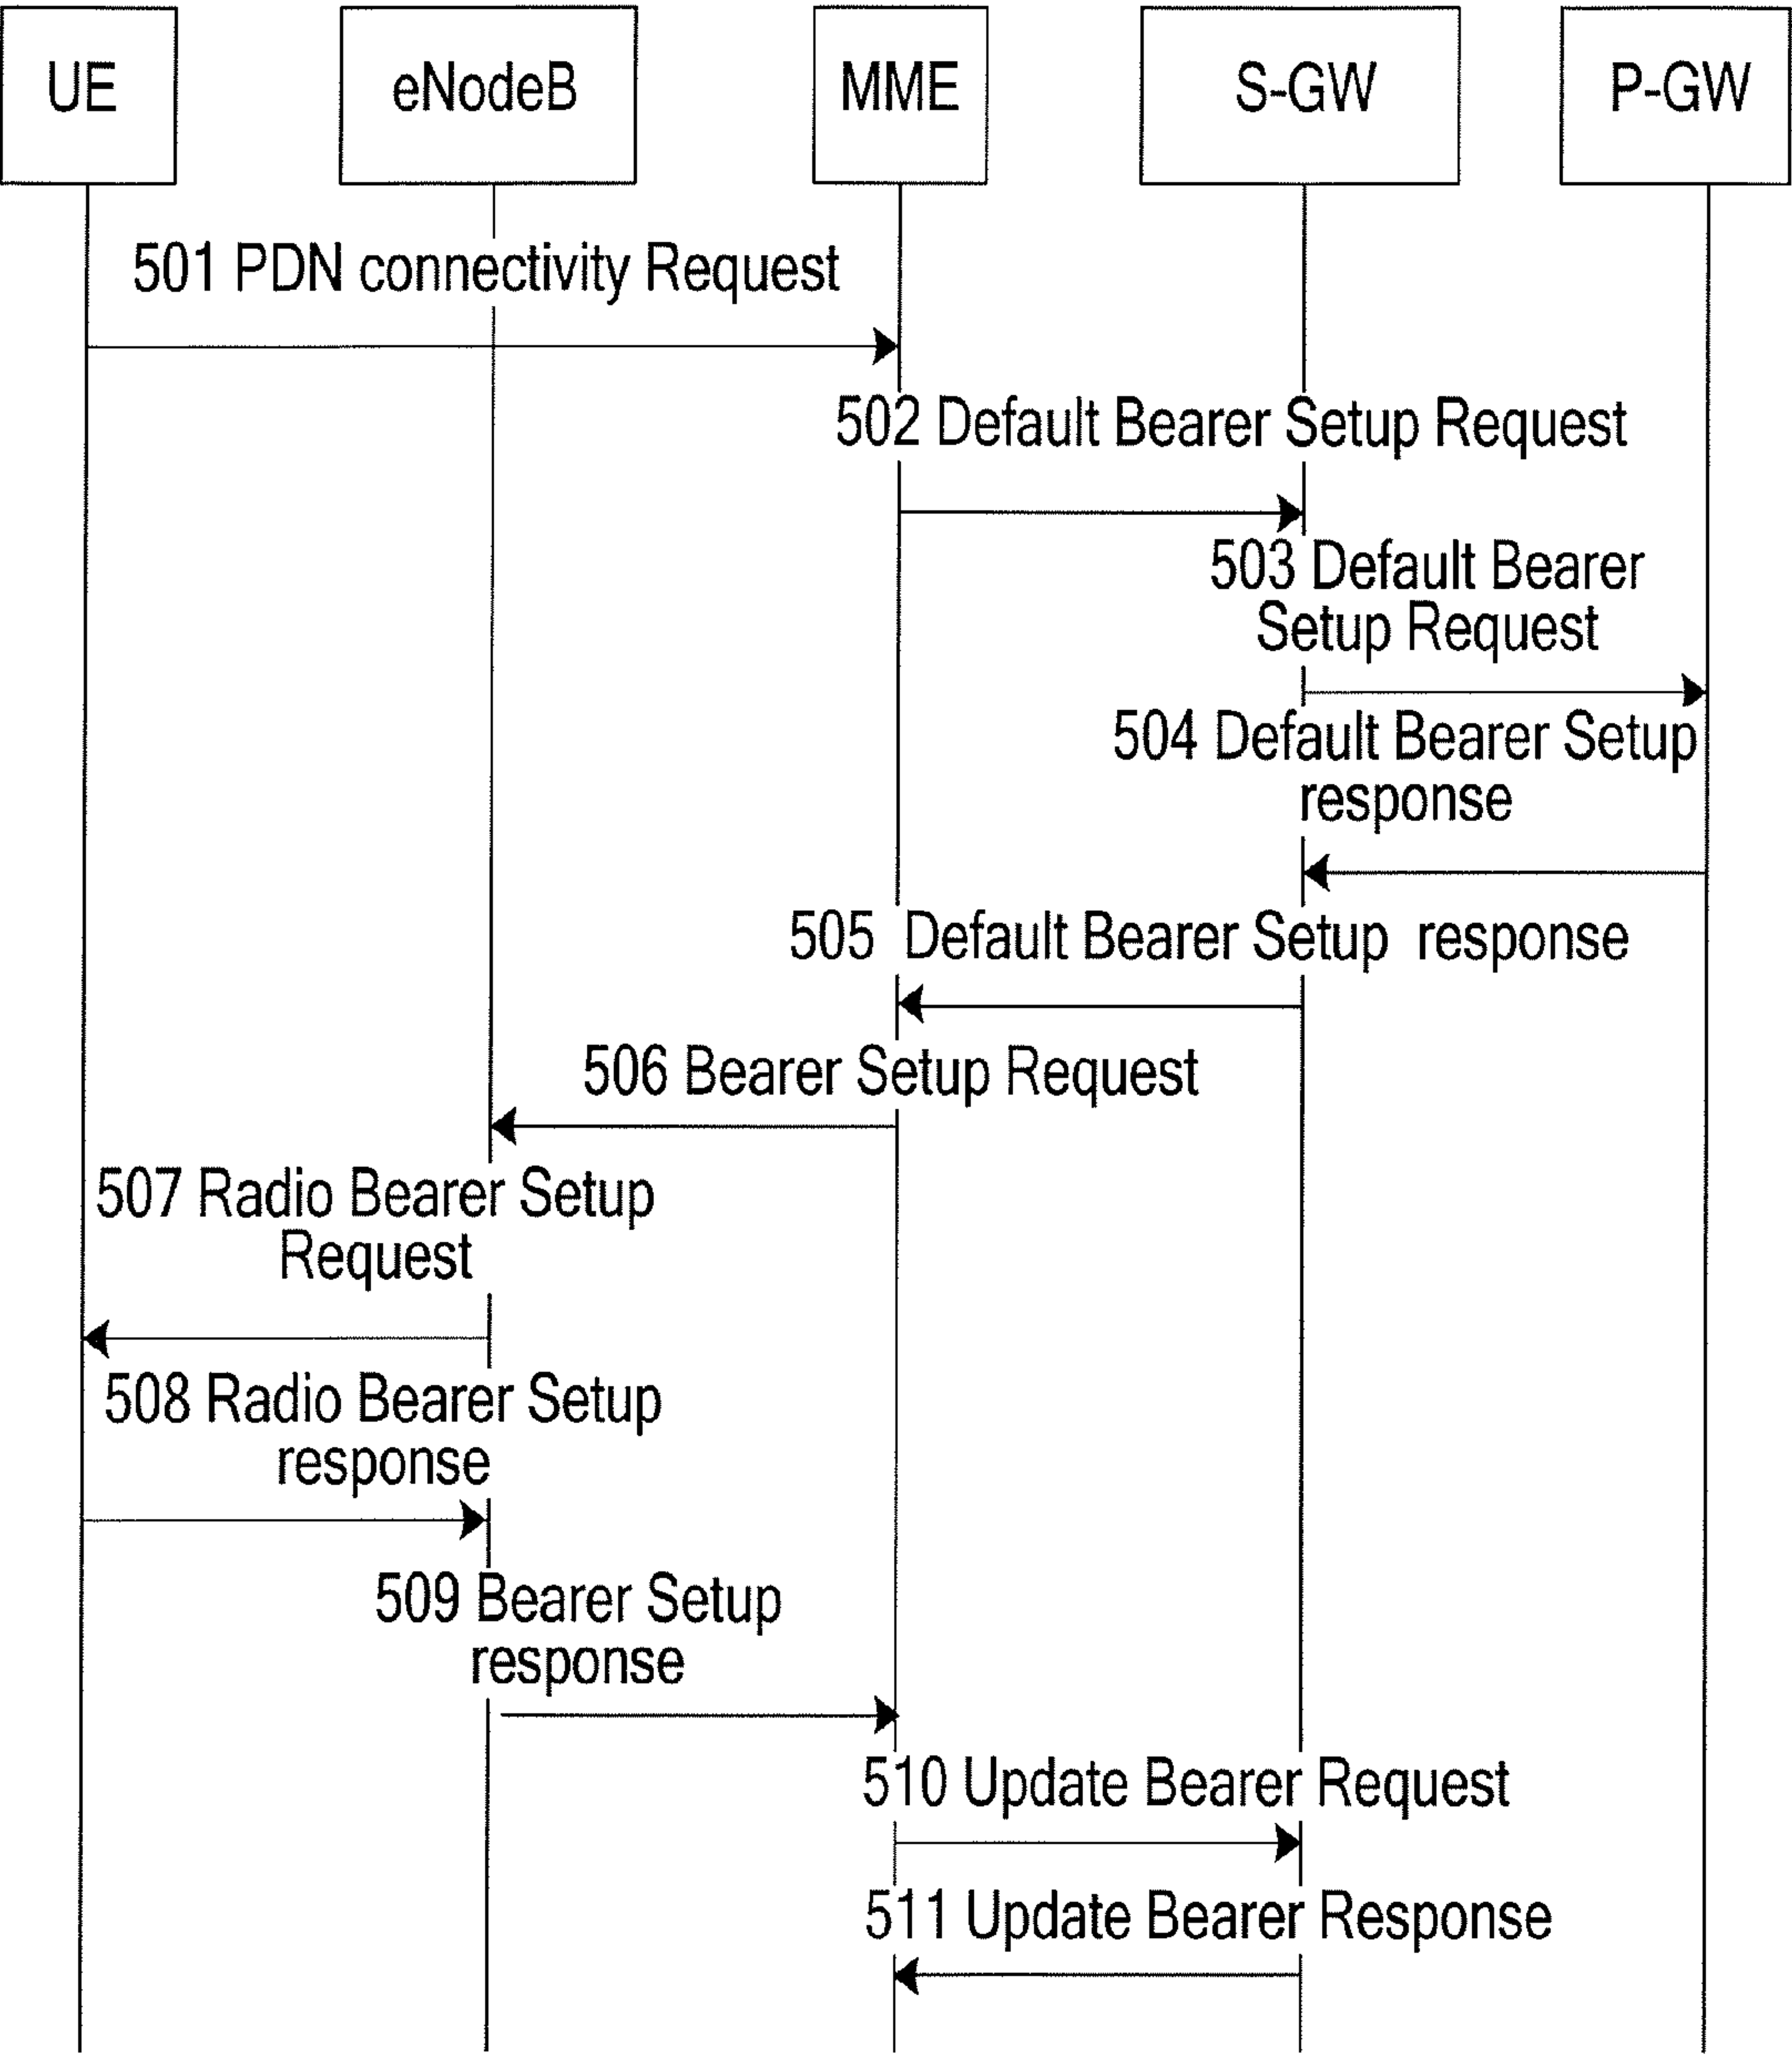 UE
eNodeB
MME
S-GW
P-GW
501 PDN connectivity Request
502 Default Bearer Setup Request
503 Default Bearer
Setup Request
504 Default Bearer Setup
response
505 Default Bearer Setup response
506 Bearer Setup Request
507 Radio Bearer Setup
Request
508 Radio Bearer Setup
response
509 Bearer Setup
response
510 Update Bearer Request
511 Update Bearer Response